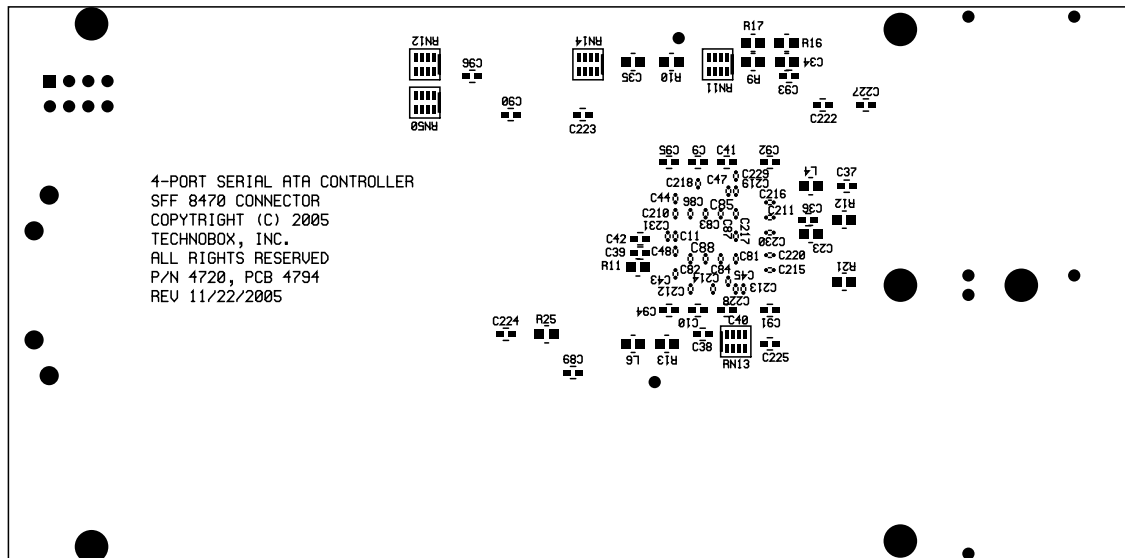 R17
RN12
RN14
R16
C96
C35
R10
RN11
R9
C34
C93
RN50
C90
C223
C222
C227
C95
C9
C41
C92
C229
C218
C47
C219
L4
C37
4-PORT SERIAL ATA CONTROLLER
SFF 8470 CONNECTOR
COPYTRIGHT (C) 2005
TECHNOBOX, INC.
ALL RIGHTS RESERVED
P/N 4720, PCB 4794
REV 11/22/2005
C44
C216
C210
C86
C85
C211
C36
R12
C231
C83
C87
C217
C42
C11
C230
C23
C39
C48
C88
C81
C220
R11
C82
C84
C215
C43
C214
C45
R21
C212
C213
C94
C10
C228
C91
C40
C224
R25
C38
C225
L6
R13
RN13
C89